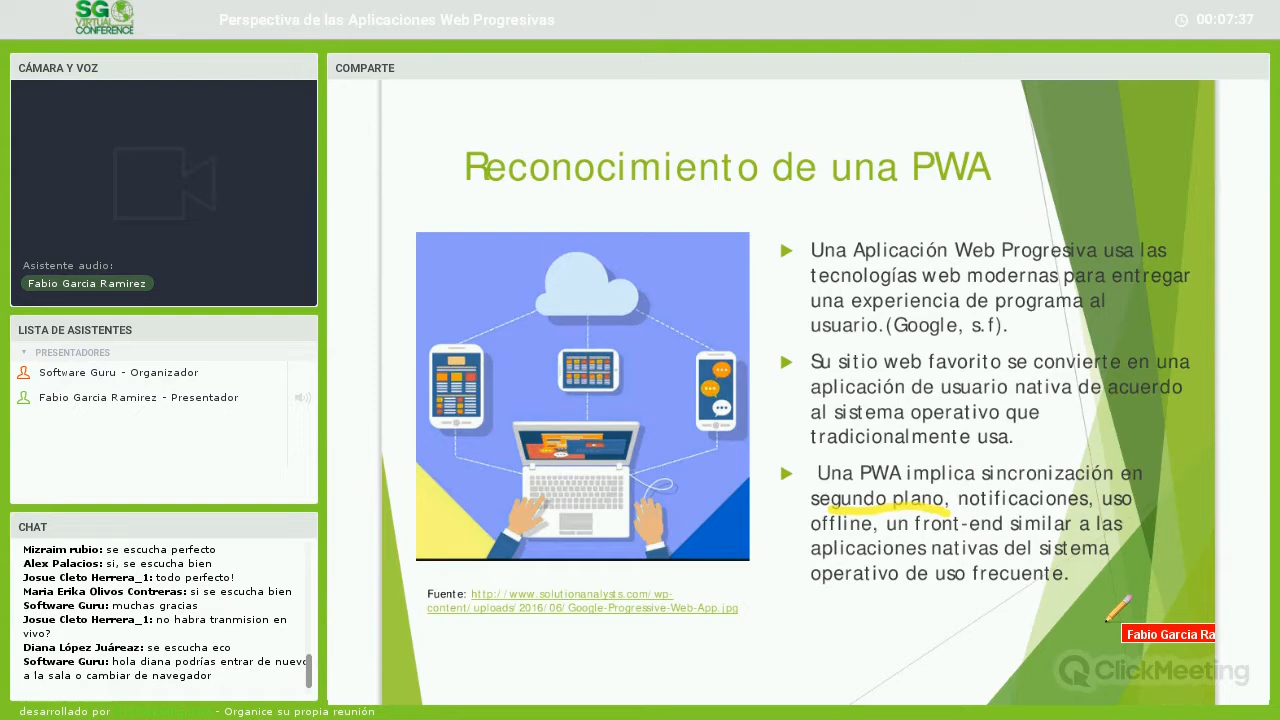 SG
VIRTUAL
CONFERENCE
Perspectiva de las Aplicaciones Web Progresivas
00:07:37
CÁMARA Y VOZ
Asistente audio:
Fabio Garcia Ramirez
LISTA DE ASISTENTES
PRESENTADORES
Software Guru - Organizador
Fabio Garcia Ramirez - Presentador
CHAT
Mizraim rubio: se escucha perfecto
Alex Palacios: si, se escucha bien
Josue Cleto Herrera_1: todo perfecto!
Maria Erika Olivos Contreras: si se escucha bien
Software Guru: muchas gracias
Josue Cleto Herrera_1: no habra tranmision en
vivo?
Diana López Juáreaz: se escucha eco
Software Guru: hola diana podrías entrar de nuevo
a la sala o cambiar de navegador
COMPARTE
Reconocimiento de una PWA
Una Aplicación Web Progresiva usa las
tecnologías web modernas para entregar
una experiencia de programa al
usuario.(Google, s.f).
Su sitio web favorito se convierte en una
aplicación de usuario nativa de acuerdo
al sistema operativo que
tradicionalmente usa.
Una PWA implica sincronización en
segundo plano, notificaciones, uso
offline, un front-end similar a las
aplicaciones nativas del sistema
operativo de uso frecuente.
Fuente: http://www.solutionanalysts.com/wp-
content/uploads/2016/06/Google-Progressive-Web-App.jpg
Fabio Garcia Ra
ClickMeeting
desarrollado por - Organice su propia reunión